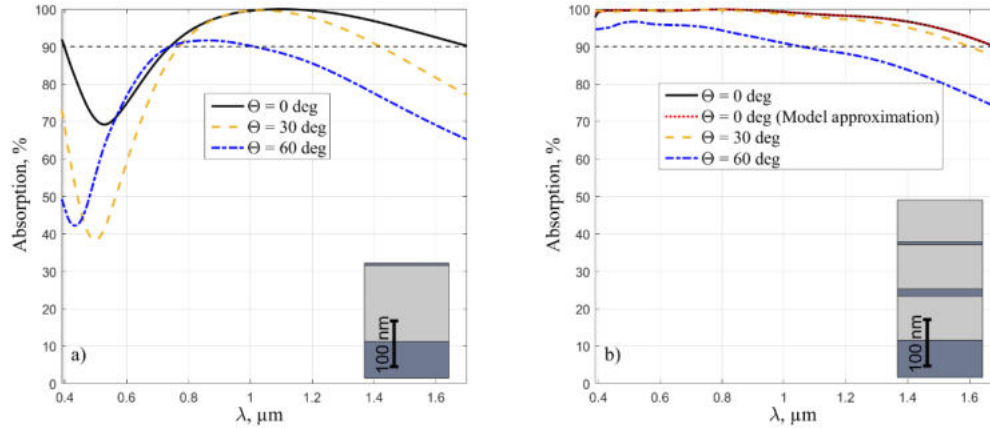 100
90
80
70
60
50
40
30
20
10
0
Absorption, %
Θ = 0 deg
Θ = 30 deg
Θ = 60 deg
100 nm
a)
0.4 0.6 0.8 1 1.2 1.4 1.6
λ, μm
100
90
80
70
60
50
40
30
20
10
0
Absorption, %
Θ = 0 deg
Θ = 0 deg (Model approximation)
Θ = 30 deg
Θ = 60 deg
100 nm
b)
0.4 0.6 0.8 1 1.2 1.4 1.6
λ, μm